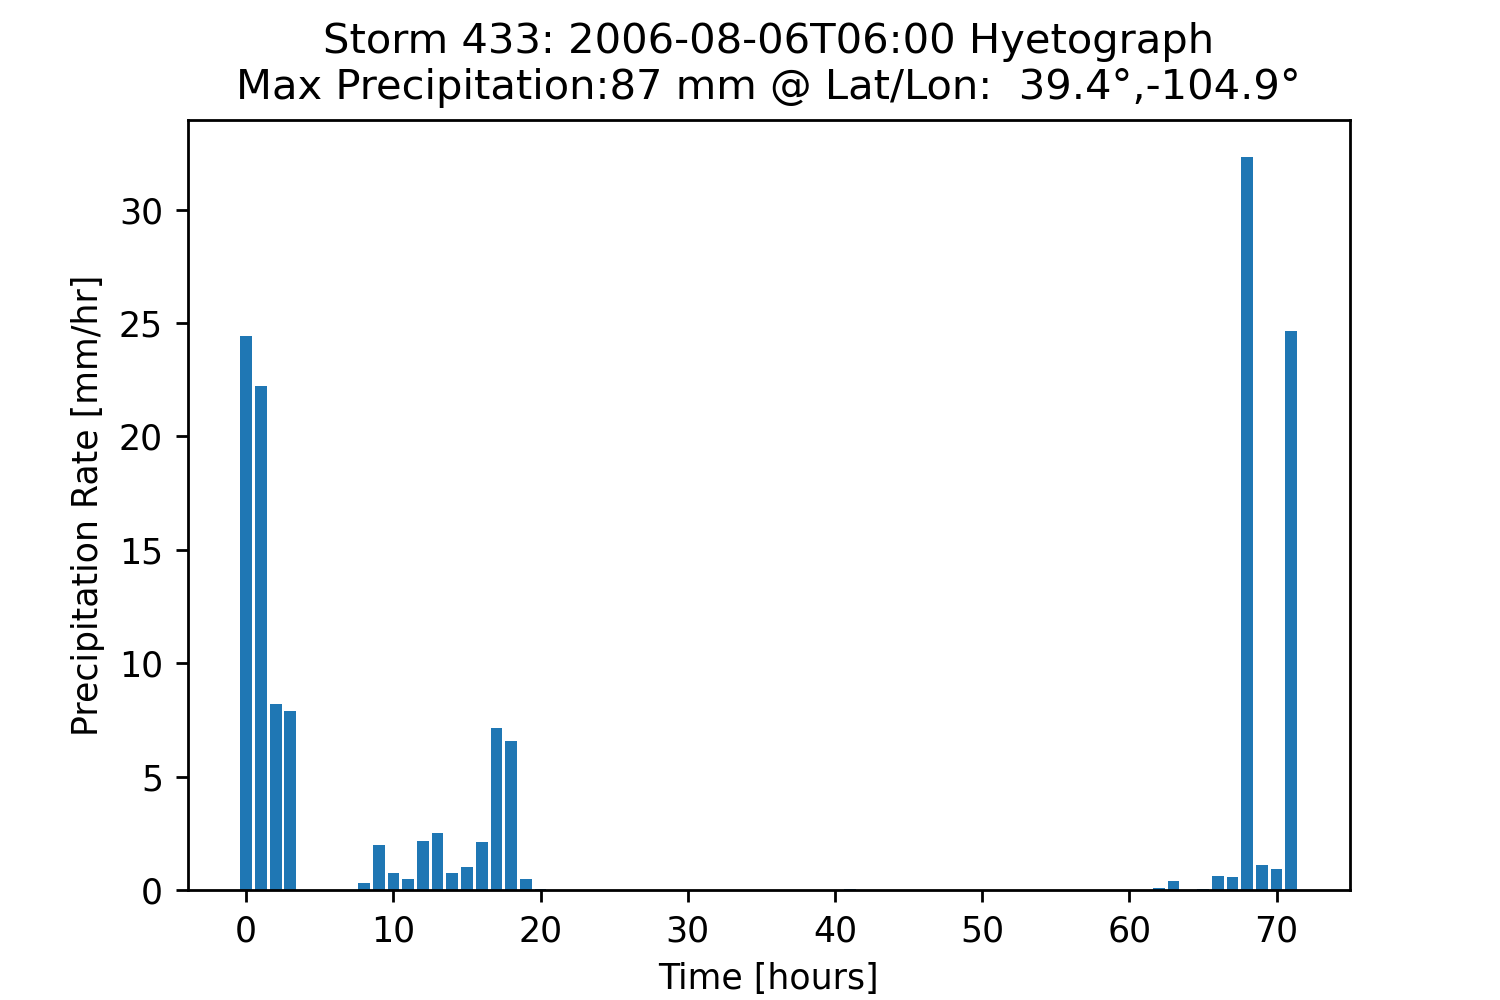 Storm 433: 2006-08-06T06:00 Hyetograph
Max Precipitation:87 mm @ Lat/Lon:  39.4°,-104.9°
Precipitation Rate [mm/hr]
30
25
20
15
10
5
0
0 10 20 30 40 50 60 70
Time [hours]